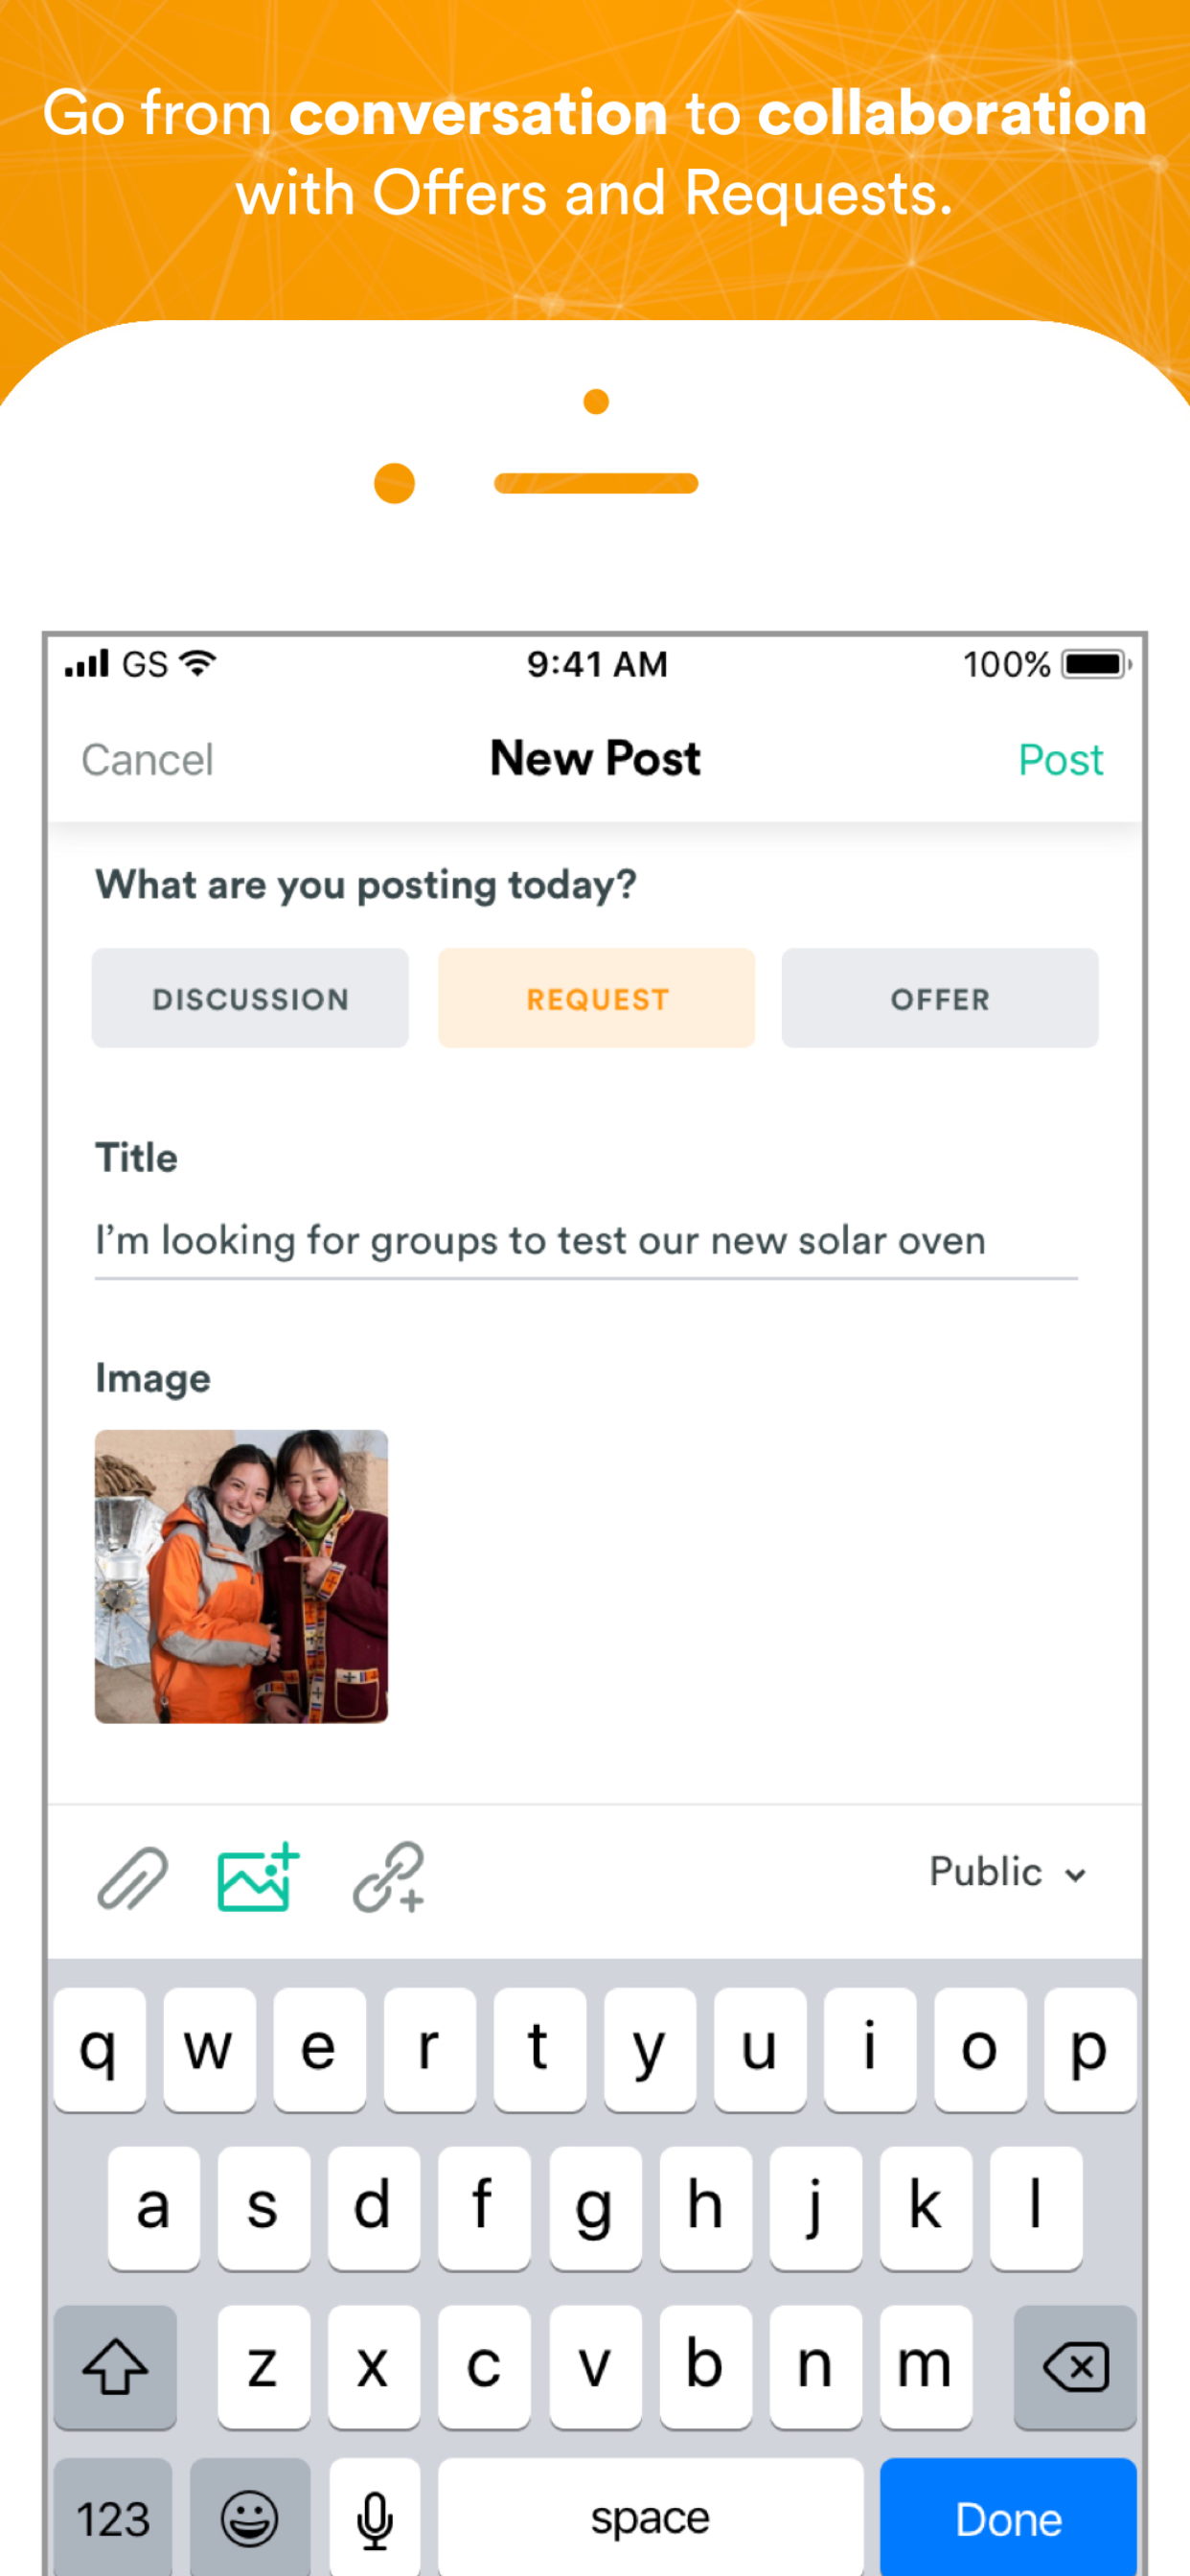 Go from conversation to collaboration
with Offers and Requests.
GS 9:41 AM 100%
Cancel New Post Post
What are you posting today?
DISCUSSION REQUEST OFFER
Title
I’m looking for groups to test our new solar oven
Image
Public
q w e r t y u i o p
a s d f g h j k l
z x c v b n m
123 space Done